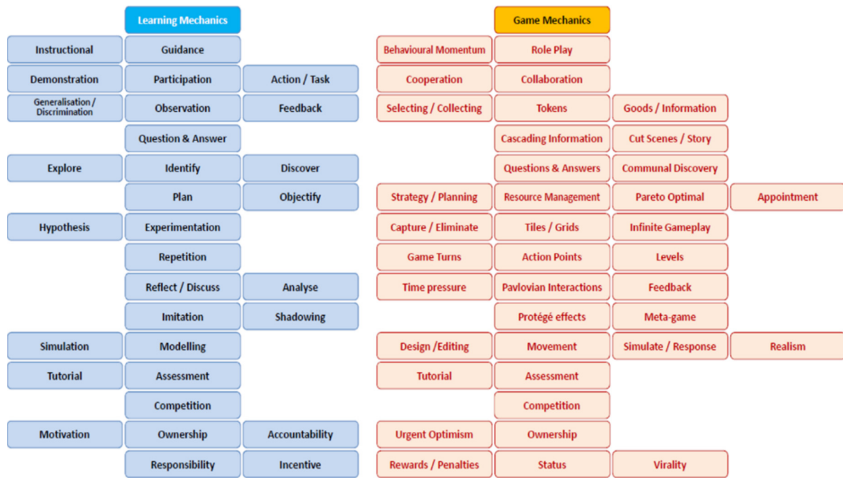 Learning Mechanics Game Mechanics
Instructional Guidance Behavioural Momentum Role Play
Demonstration Participation Action / Task Cooperation Collaboration
Generalisation /
Discrimination Observation Feedback Selecting / Collecting Tokens Goods / Information
Question & Answer Cascading Information Cut Scenes / Story
Explore Identify Discover Questions & Answers Communal Discovery
Plan Objectify Strategy / Planning Resource Management Pareto Optimal Appointment
Hypothesis Experimentation Capture / Eliminate Tiles / Grids Infinite Gameplay
Repetition Game Turns Action Points Levels
Reflect / Discuss Analyse Time pressure Pavlovian Interactions Feedback
Imitation Shadowing Protégé effects Meta-game
Simulation Modelling Design /Editing Movement Simulate / Response Realism
Tutorial Assessment Tutorial Assessment
Competition Competition
Motivation Ownership Accountability Urgent Optimism Ownership
Responsibility Incentive Rewards / Penalties Status Virality